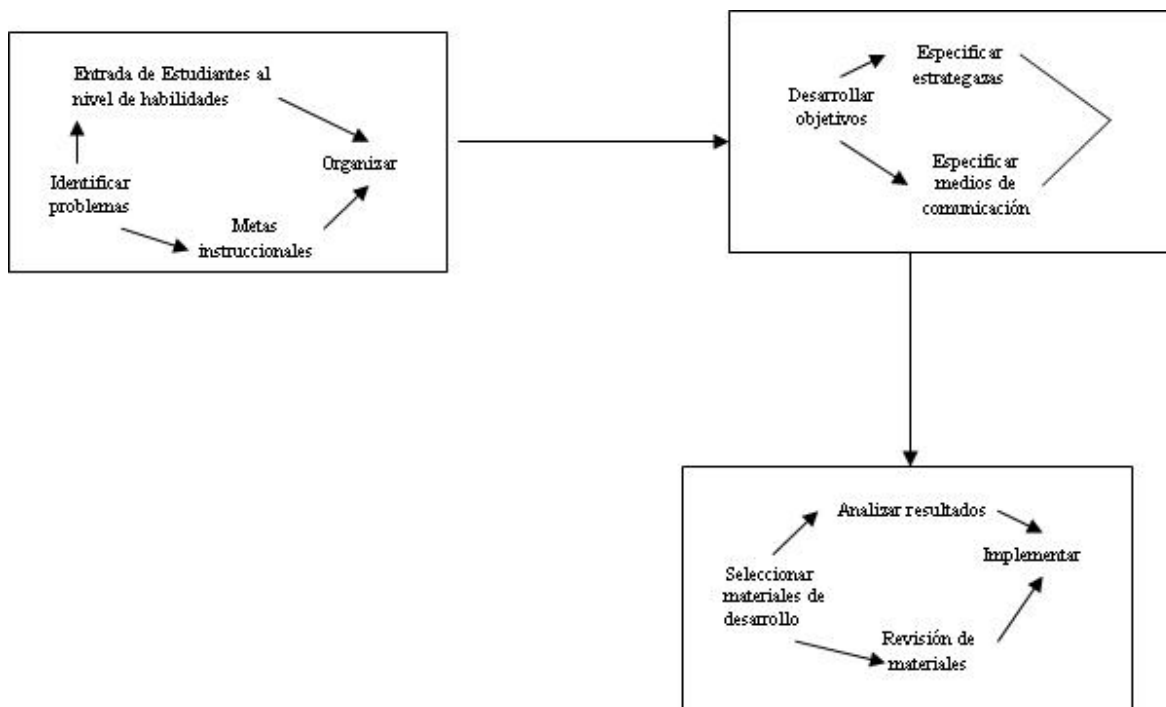 Entrada de Estudiantes al
nivel de habilidades
Organizar
Identificar
problemas
Metas
instruccionales
Especificar
estrategazas
Desarrollar
objetivos
Especificar
medios de
comunicación
Analizar resultados
Implementar
Seleccionar
materiales de
desarrollo
Revisión de
materiales